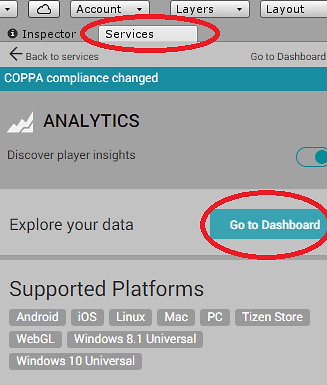 Account Layers Layout
Inspector Services
Back to services Go to Dashboard
COPPA compliance changed
ANALYTICS
Discover player insights
Explore your data Go to Dashboard
Supported Platforms
Android iOS Linux Mac PC Tizen Store
WebGL Windows 8.1 Universal
Windows 10 Universal